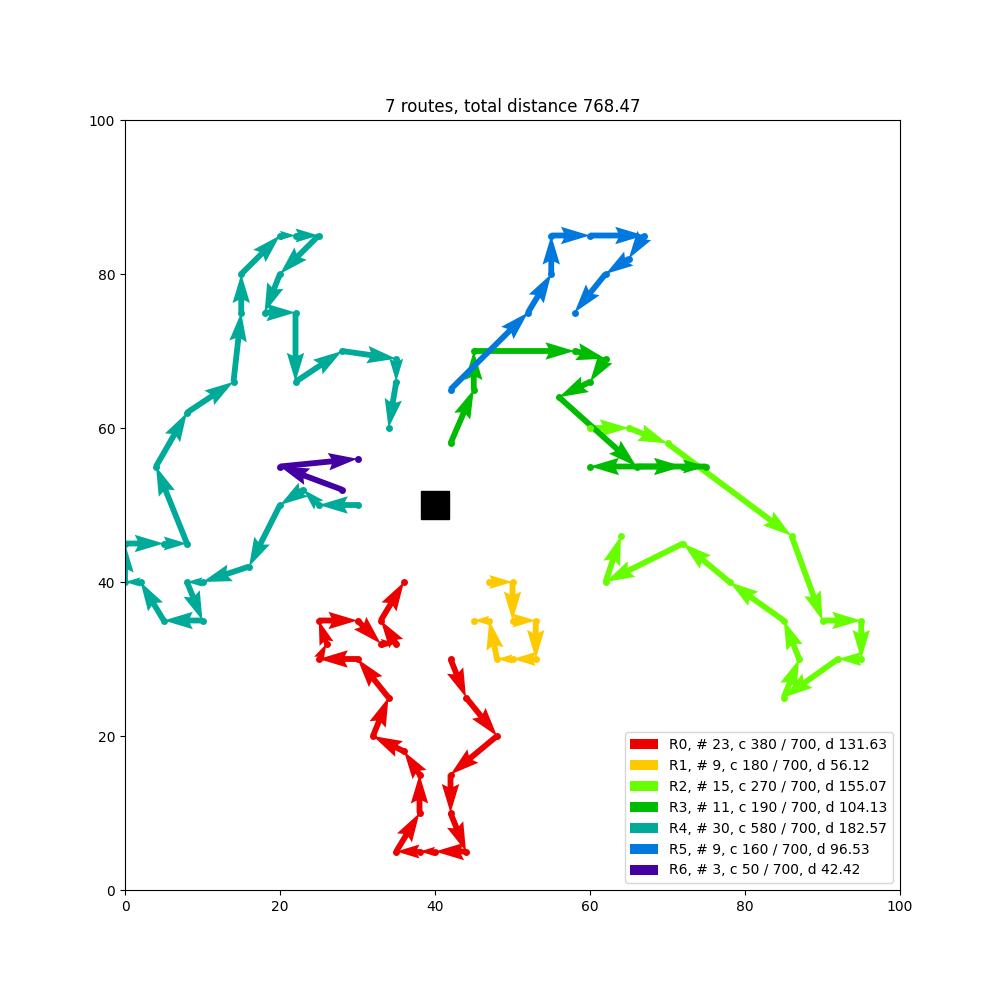 7 routes, total distance 768.47
100
80
60
40
20
0
0 20 40 60 80 100
R0, # 23, c 380 / 700, d 131.63
R1, # 9, c 180 / 700, d 56.12
R2, # 15, c 270 / 700, d 155.07
R3, # 11, c 190 / 700, d 104.13
R4, # 30, c 580 / 700, d 182.57
R5, # 9, c 160 / 700, d 96.53
R6, # 3, c 50 / 700, d 42.42